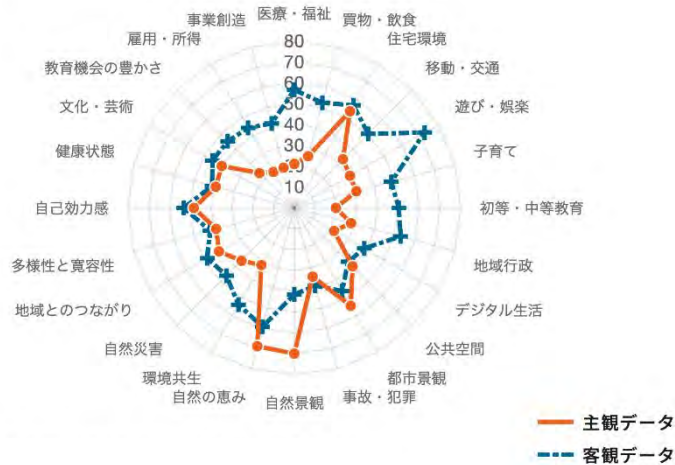 医療・福祉
買物・飲食
住宅環境
移動・交通
遊び・娯楽
子育て
初等・中等教育
地域行政
デジタル生活
公共空間
都市景観
事故・犯罪
自然景観
自然の恵み
環境共生
自然災害
地域とのつながり
多様性と寛容性
自己効力感
健康状態
文化・芸術
教育機会の豊かさ
雇用・所得
事業創造
80
70
60
50
40
30
20
10
主観データ
客観データ